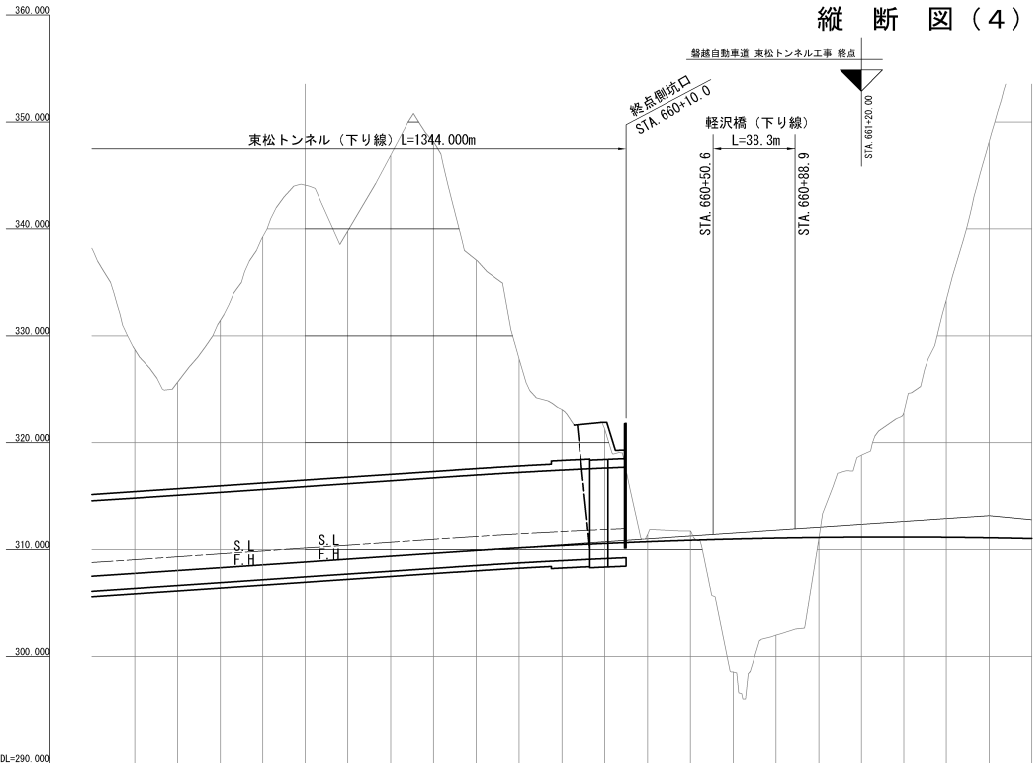 縦 断 図（４）
360.000
350.000
340.000
330.000
320.000
310.000
300.000
DL=290.000
磐越自動車道 東松トンネル工事 終点
STA. 661+20.00
終点側坑口
STA. 660+10.0
東松トンネル（下り線）L=1344.000m
軽沢橋（下り線）
L=38.3m
STA. 660+50.6
STA. 660+88.9
S.L
F.H
S.L
F.H